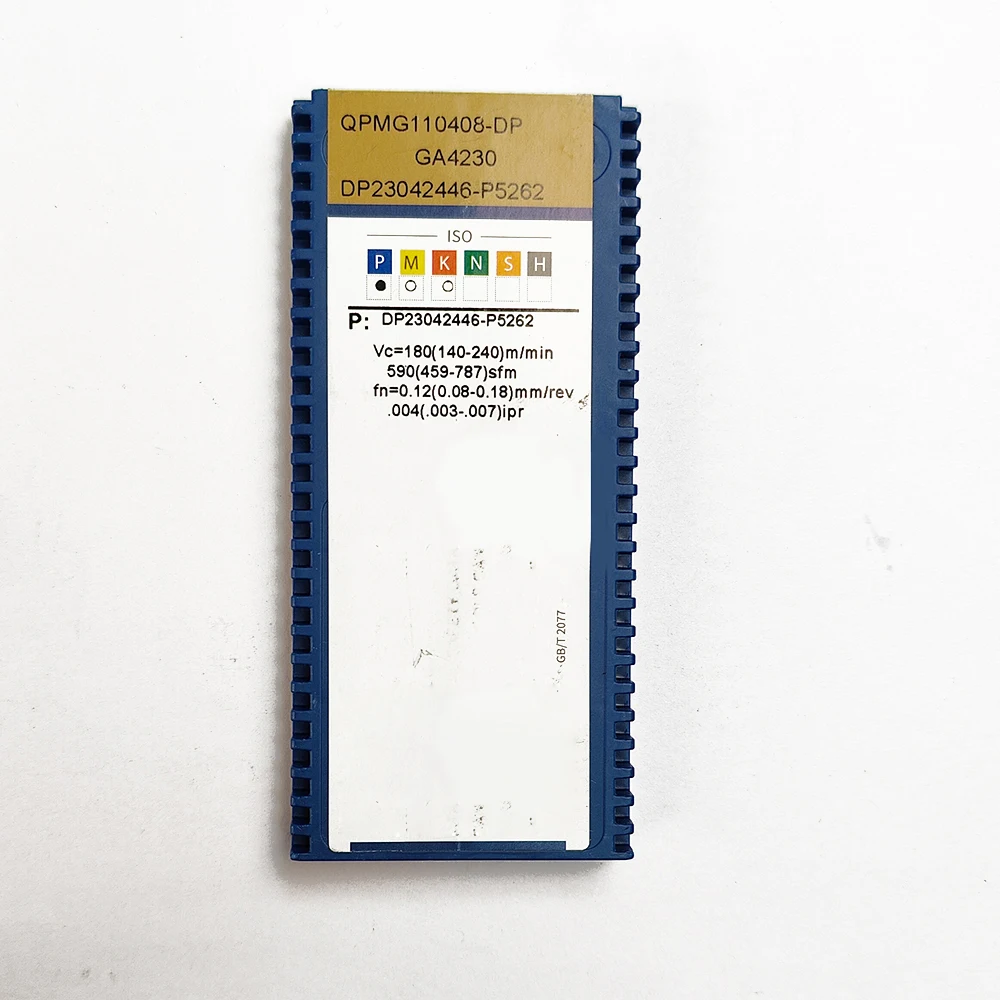 QPMG110408-DP
GA4230
DP23042446-P5262
ISO
P M K N S H
P: DP23042446-P5262
Vc=180(140-240)m/min
590(459-787)sfm
fn=0.12(0.08-0.18)mm/rev
.004(.003-.007)ipr
GB/T 2077